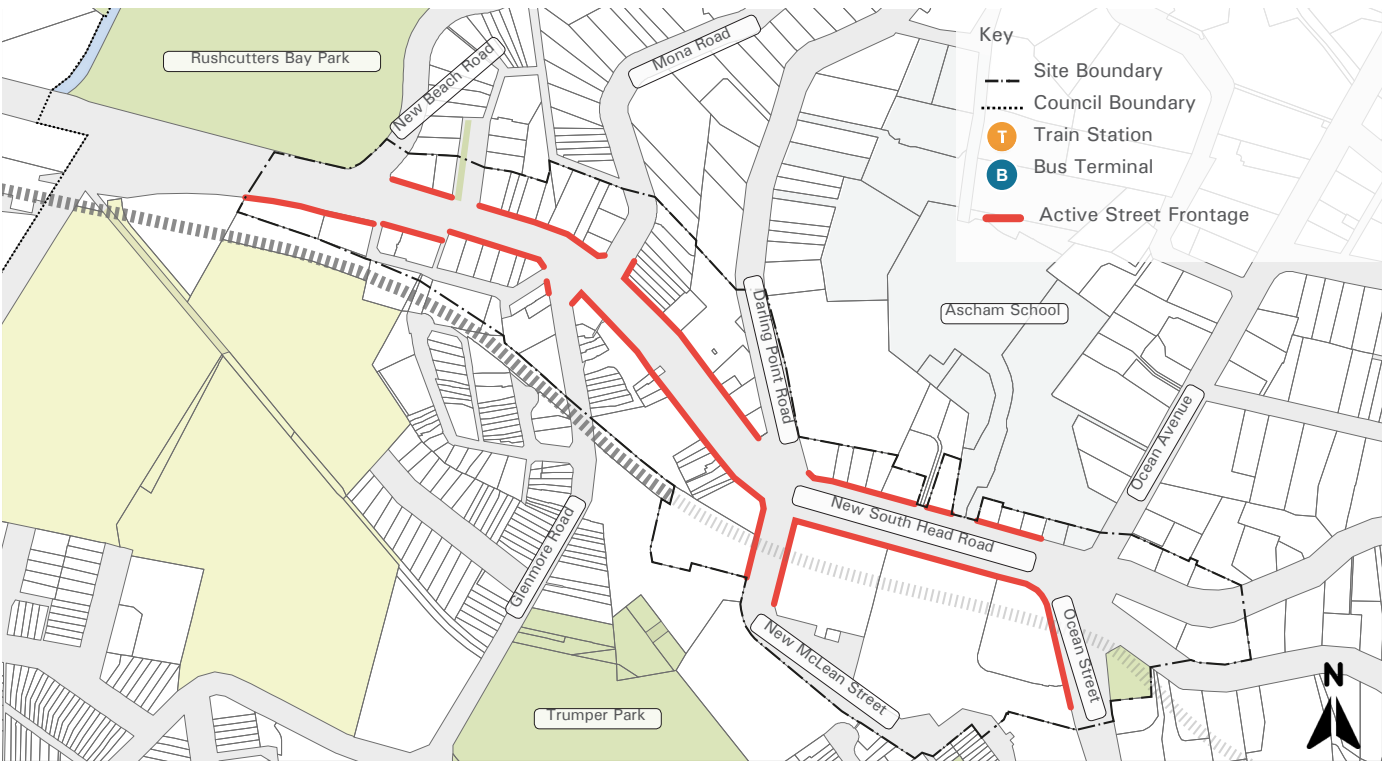 Rushcutters Bay Park
New Beach Road
Mona Road
Key
Site Boundary
Council Boundary
T Train Station
B Bus Terminal
Active Street Frontage
Ascham School
Darling Point Road
Ocean Avenue
New South Head Road
Glenmore Road
New McLean Street
Ocean Street
Trumper Park
N